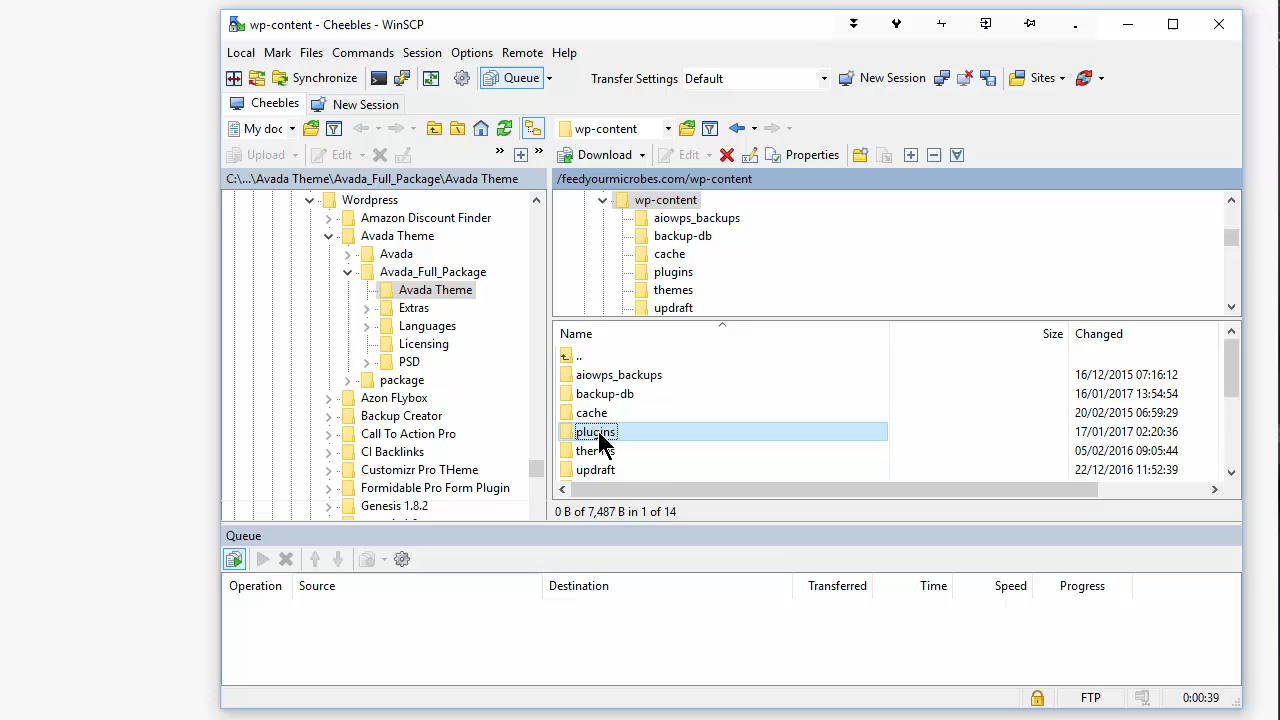 wp-content - Cheebles - WinSCP
Local Mark Files Commands Session Options Remote Help
Synchronize Queue Transfer Settings Default New Session Sites
Cheebles New Session
My doc wp-content
Upload Edit » » Download Edit Properties
C:\...\Avada Theme\Avada_Full_Package\Avada Theme
Wordpress
Amazon Discount Finder
Avada Theme
Avada
Avada_Full_Package
Avada Theme
Extras
Languages
Licensing
PSD
package
Azon FLybox
Backup Creator
Call To Action Pro
CI Backlinks
Customizr Pro THeme
Formidable Pro Form Plugin
Genesis 1.8.2
/feedyourmicrobes.com/wp-content
wp-content
aiowps_backups
backup-db
cache
plugins
themes
updraft
Name Size Changed
..
aiowps_backups 16/12/2015 07:16:12
backup-db 16/01/2017 13:54:54
cache 20/02/2015 06:59:29
plugins 17/01/2017 02:20:36
themes 05/02/2016 09:05:44
updraft 22/12/2016 11:52:39
0 B of 7,487 B in 1 of 14
Queue
Operation Source Destination Transferred Time Speed Progress
FTP 0:00:39